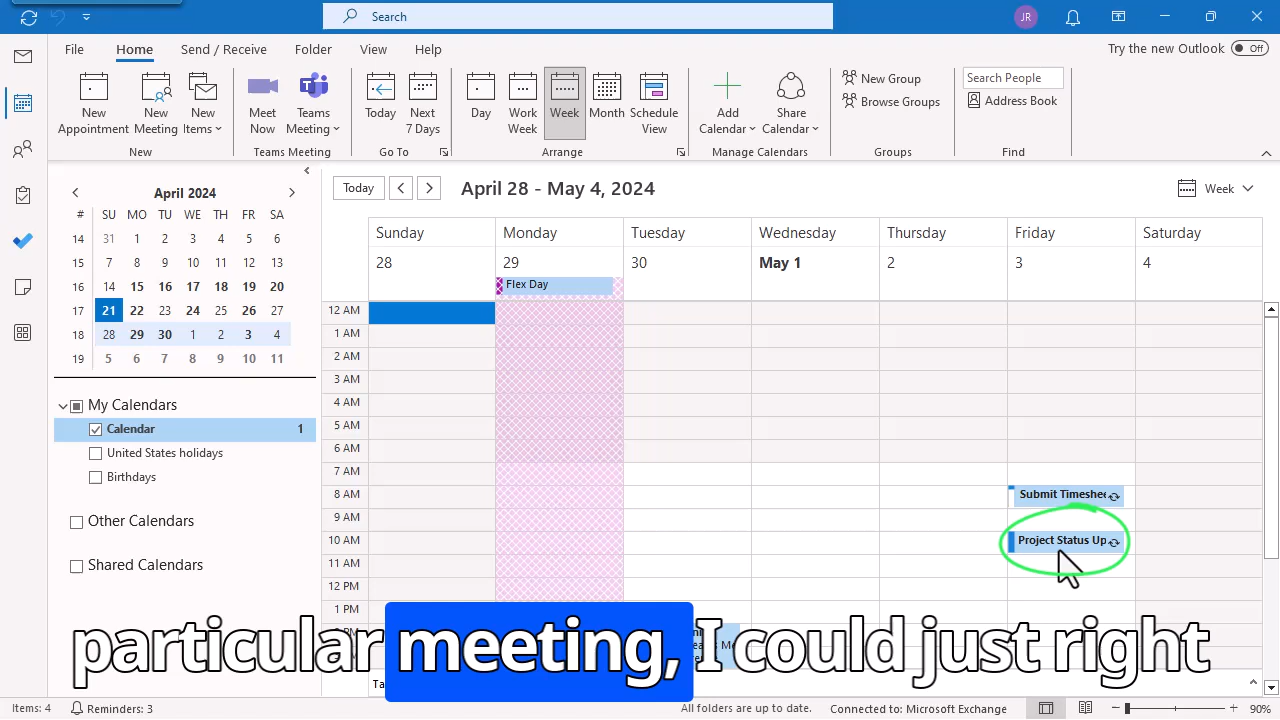 Search
JR
File
Home
Send / Receive
Folder
View
Help
Try the new Outlook
Off
New Appointment
New Meeting
New Items
Meet Now
Teams Meeting
Today
Next 7 Days
Day
Work Week
Week
Month
Schedule View
Add Calendar
Share Calendar
New Group
Browse Groups
Search People
Address Book
New
Teams Meeting
Go To
Arrange
Manage Calendars
Groups
Find
April 2024
# SU MO TU WE TH FR SA
14 31 1 2 3 4 5 6
15 7 8 9 10 11 12 13
16 14 15 16 17 18 19 20
17 21 22 23 24 25 26 27
18 28 29 30 1 2 3 4
19 5 6 7 8 9 10 11
My Calendars
Calendar 1
United States holidays
Birthdays
Other Calendars
Shared Calendars
Today
April 28 - May 4, 2024
Week
Sunday Monday Tuesday Wednesday Thursday Friday Saturday
28 29 30 May 1 2 3 4
Flex Day
12 AM
1 AM
2 AM
3 AM
4 AM
5 AM
6 AM
7 AM
8 AM
Submit Timeshee
9 AM
10 AM
Project Status Up
11 AM
12 PM
1 PM
particular meeting, I could just right
Items: 4
Reminders: 3
All folders are up to date.
Connected to: Microsoft Exchange
90%